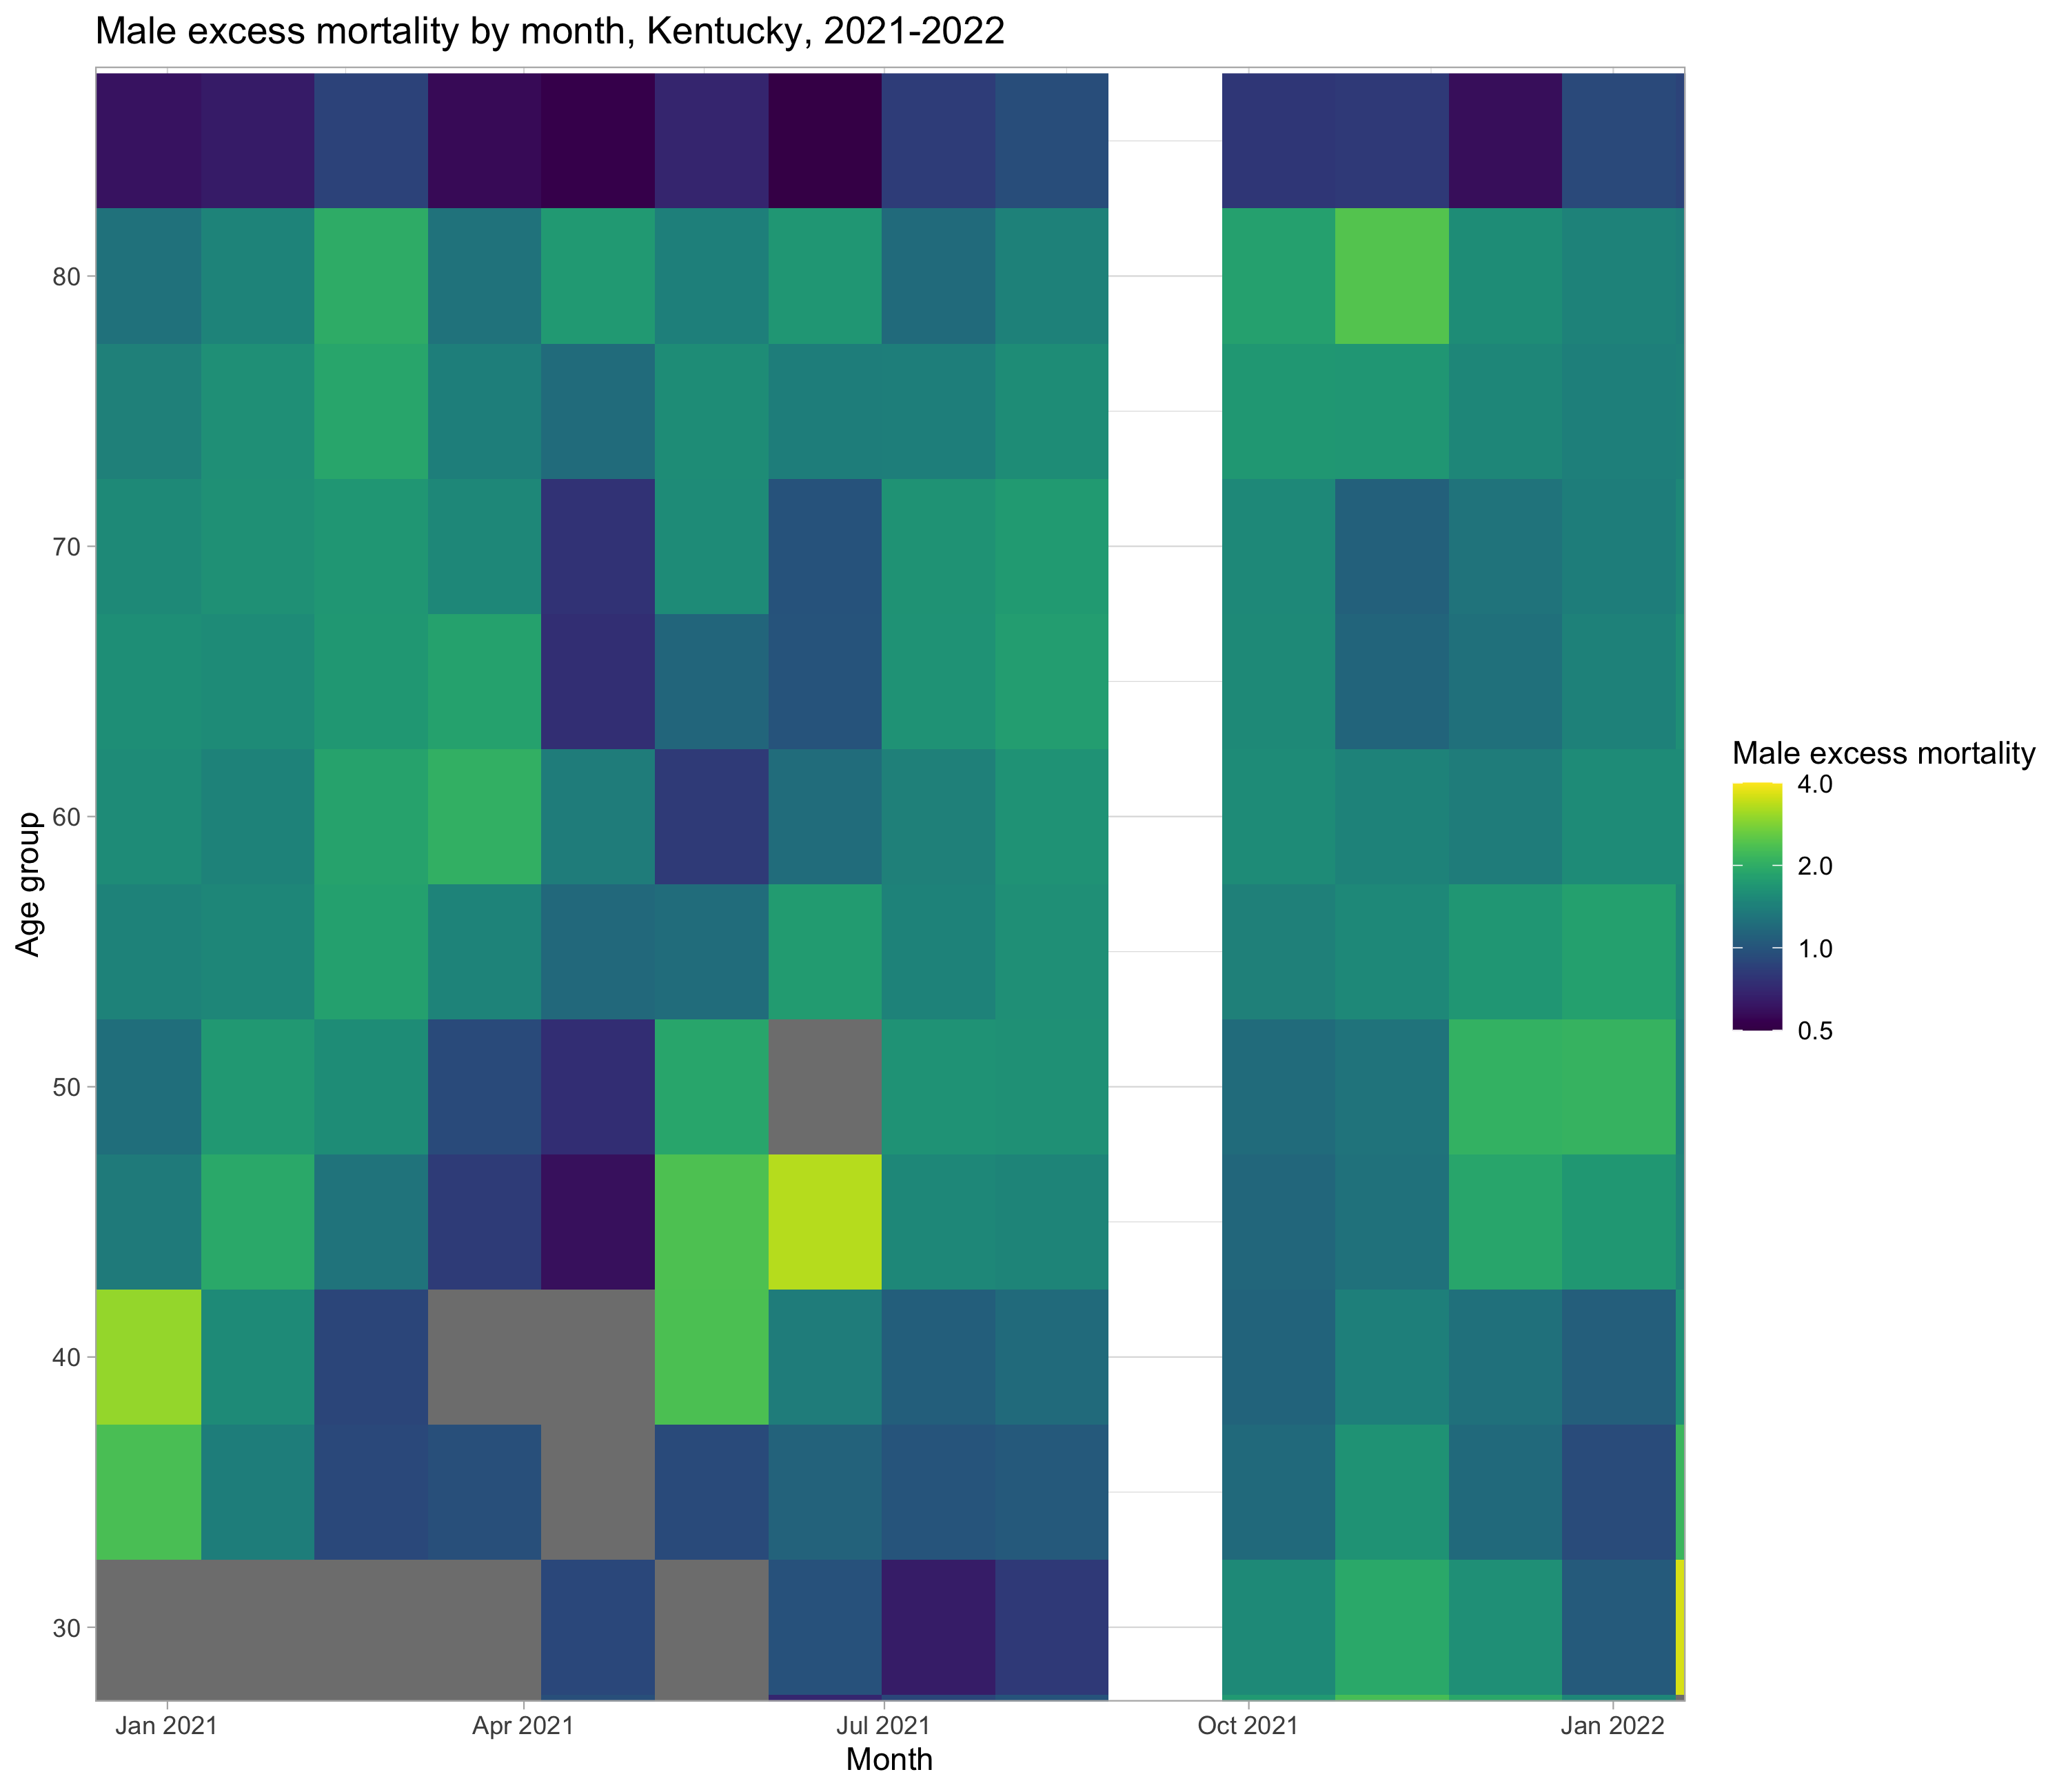 Male excess mortality by month, Kentucky, 2021-2022
Age group
80
70
60
50
40
30
Jan 2021
Apr 2021
Jul 2021
Oct 2021
Jan 2022
Month
Male excess mortality
4.0
2.0
1.0
0.5